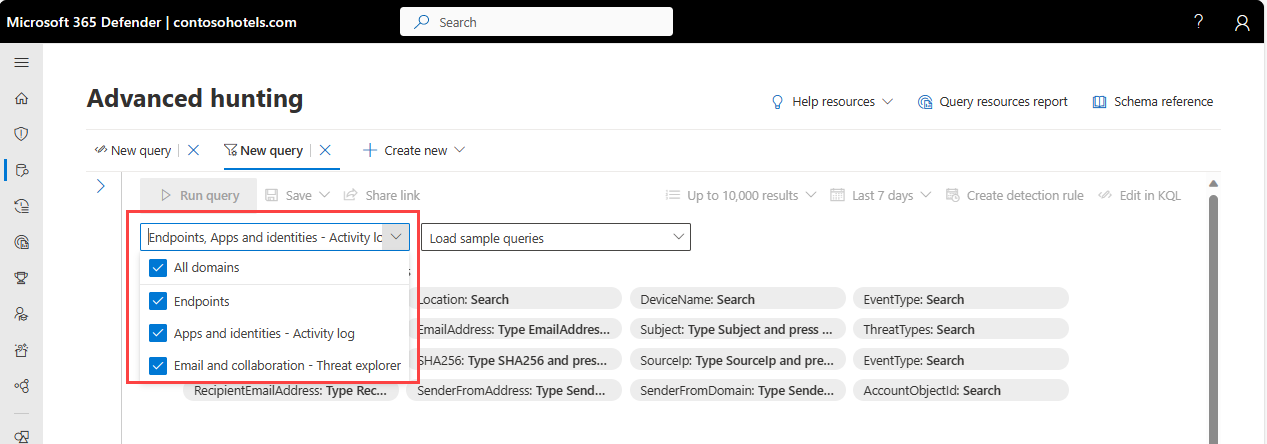 Microsoft 365 Defender | contosohotels.com
Search
?
Advanced hunting
Help resources
Query resources report
Schema reference
New query
New query
Create new
Run query
Save
Share link
Up to 10,000 results
Last 7 days
Create detection rule
Edit in KQL
Endpoints, Apps and identities - Activity lo
Load sample queries
All domains
Endpoints
Apps and identities - Activity log
Email and collaboration - Threat explorer
Location: Search
DeviceName: Search
EventType: Search
EmailAddress: Type EmailAddres...
Subject: Type Subject and press ...
ThreatTypes: Search
SHA256: Type SHA256 and pres...
SourceIp: Type SourceIp and pre...
EventType: Search
RecipientEmailAddress: Type Rec...
SenderFromAddress: Type Send...
SenderFromDomain: Type Sende...
AccountObjectId: Search